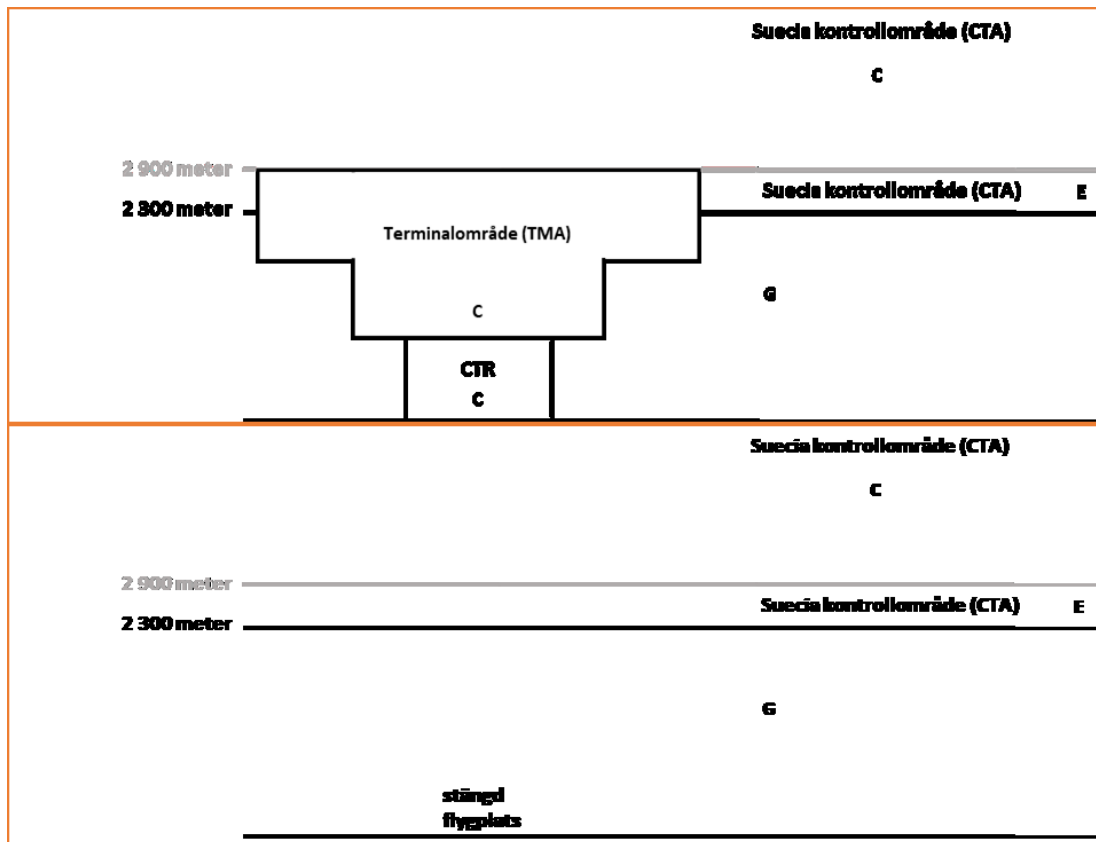 Suecia kontrollområde (CTA)
C
2 900 meter
Suecia kontrollområde (CTA) E
2 300 meter
Terminalområde (TMA)
G
C
CTR
C
Suecia kontrollområde (CTA)
C
2 900 meter
Suecia kontrollområde (CTA) E
2 300 meter
G
stängd
flygplats